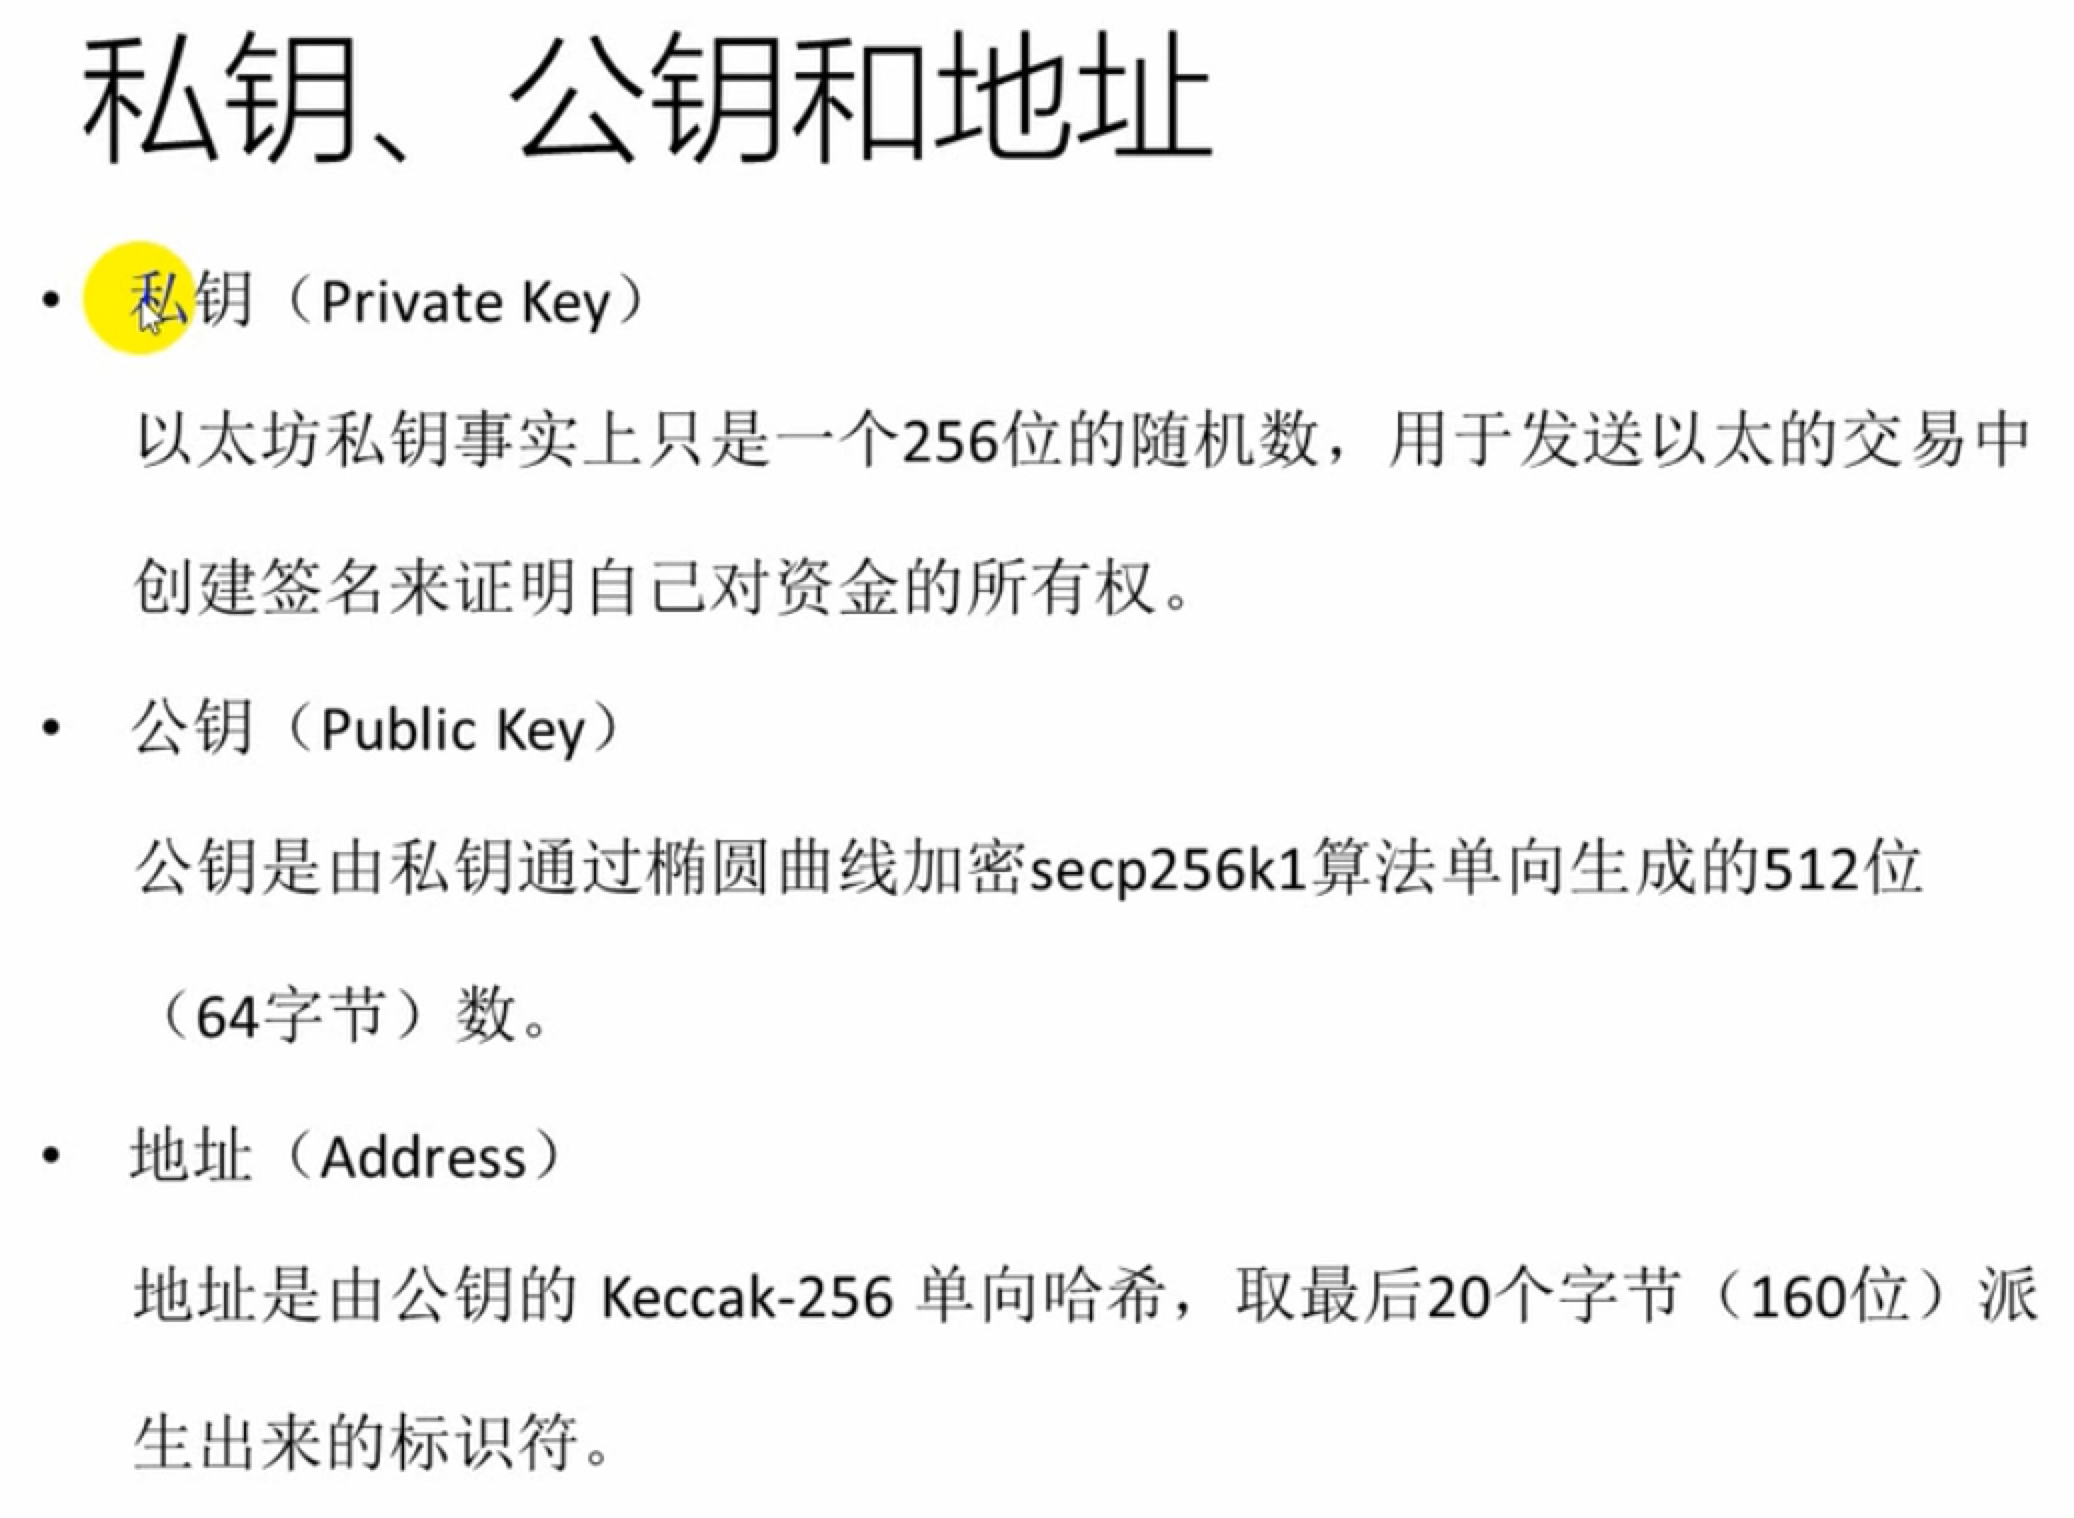 私钥、公钥和地址
• 私钥（Private Key）
以太坊私钥事实上只是一个256位的随机数，用于发送以太的交易中
创建签名来证明自己对资金的所有权。
• 公钥（Public Key）
公钥是由私钥通过椭圆曲线加密secp256k1算法单向生成的512位
（64字节）数。
• 地址（Address）
地址是由公钥的 Keccak-256 单向哈希，取最后20个字节（160位）派
生出来的标识符。